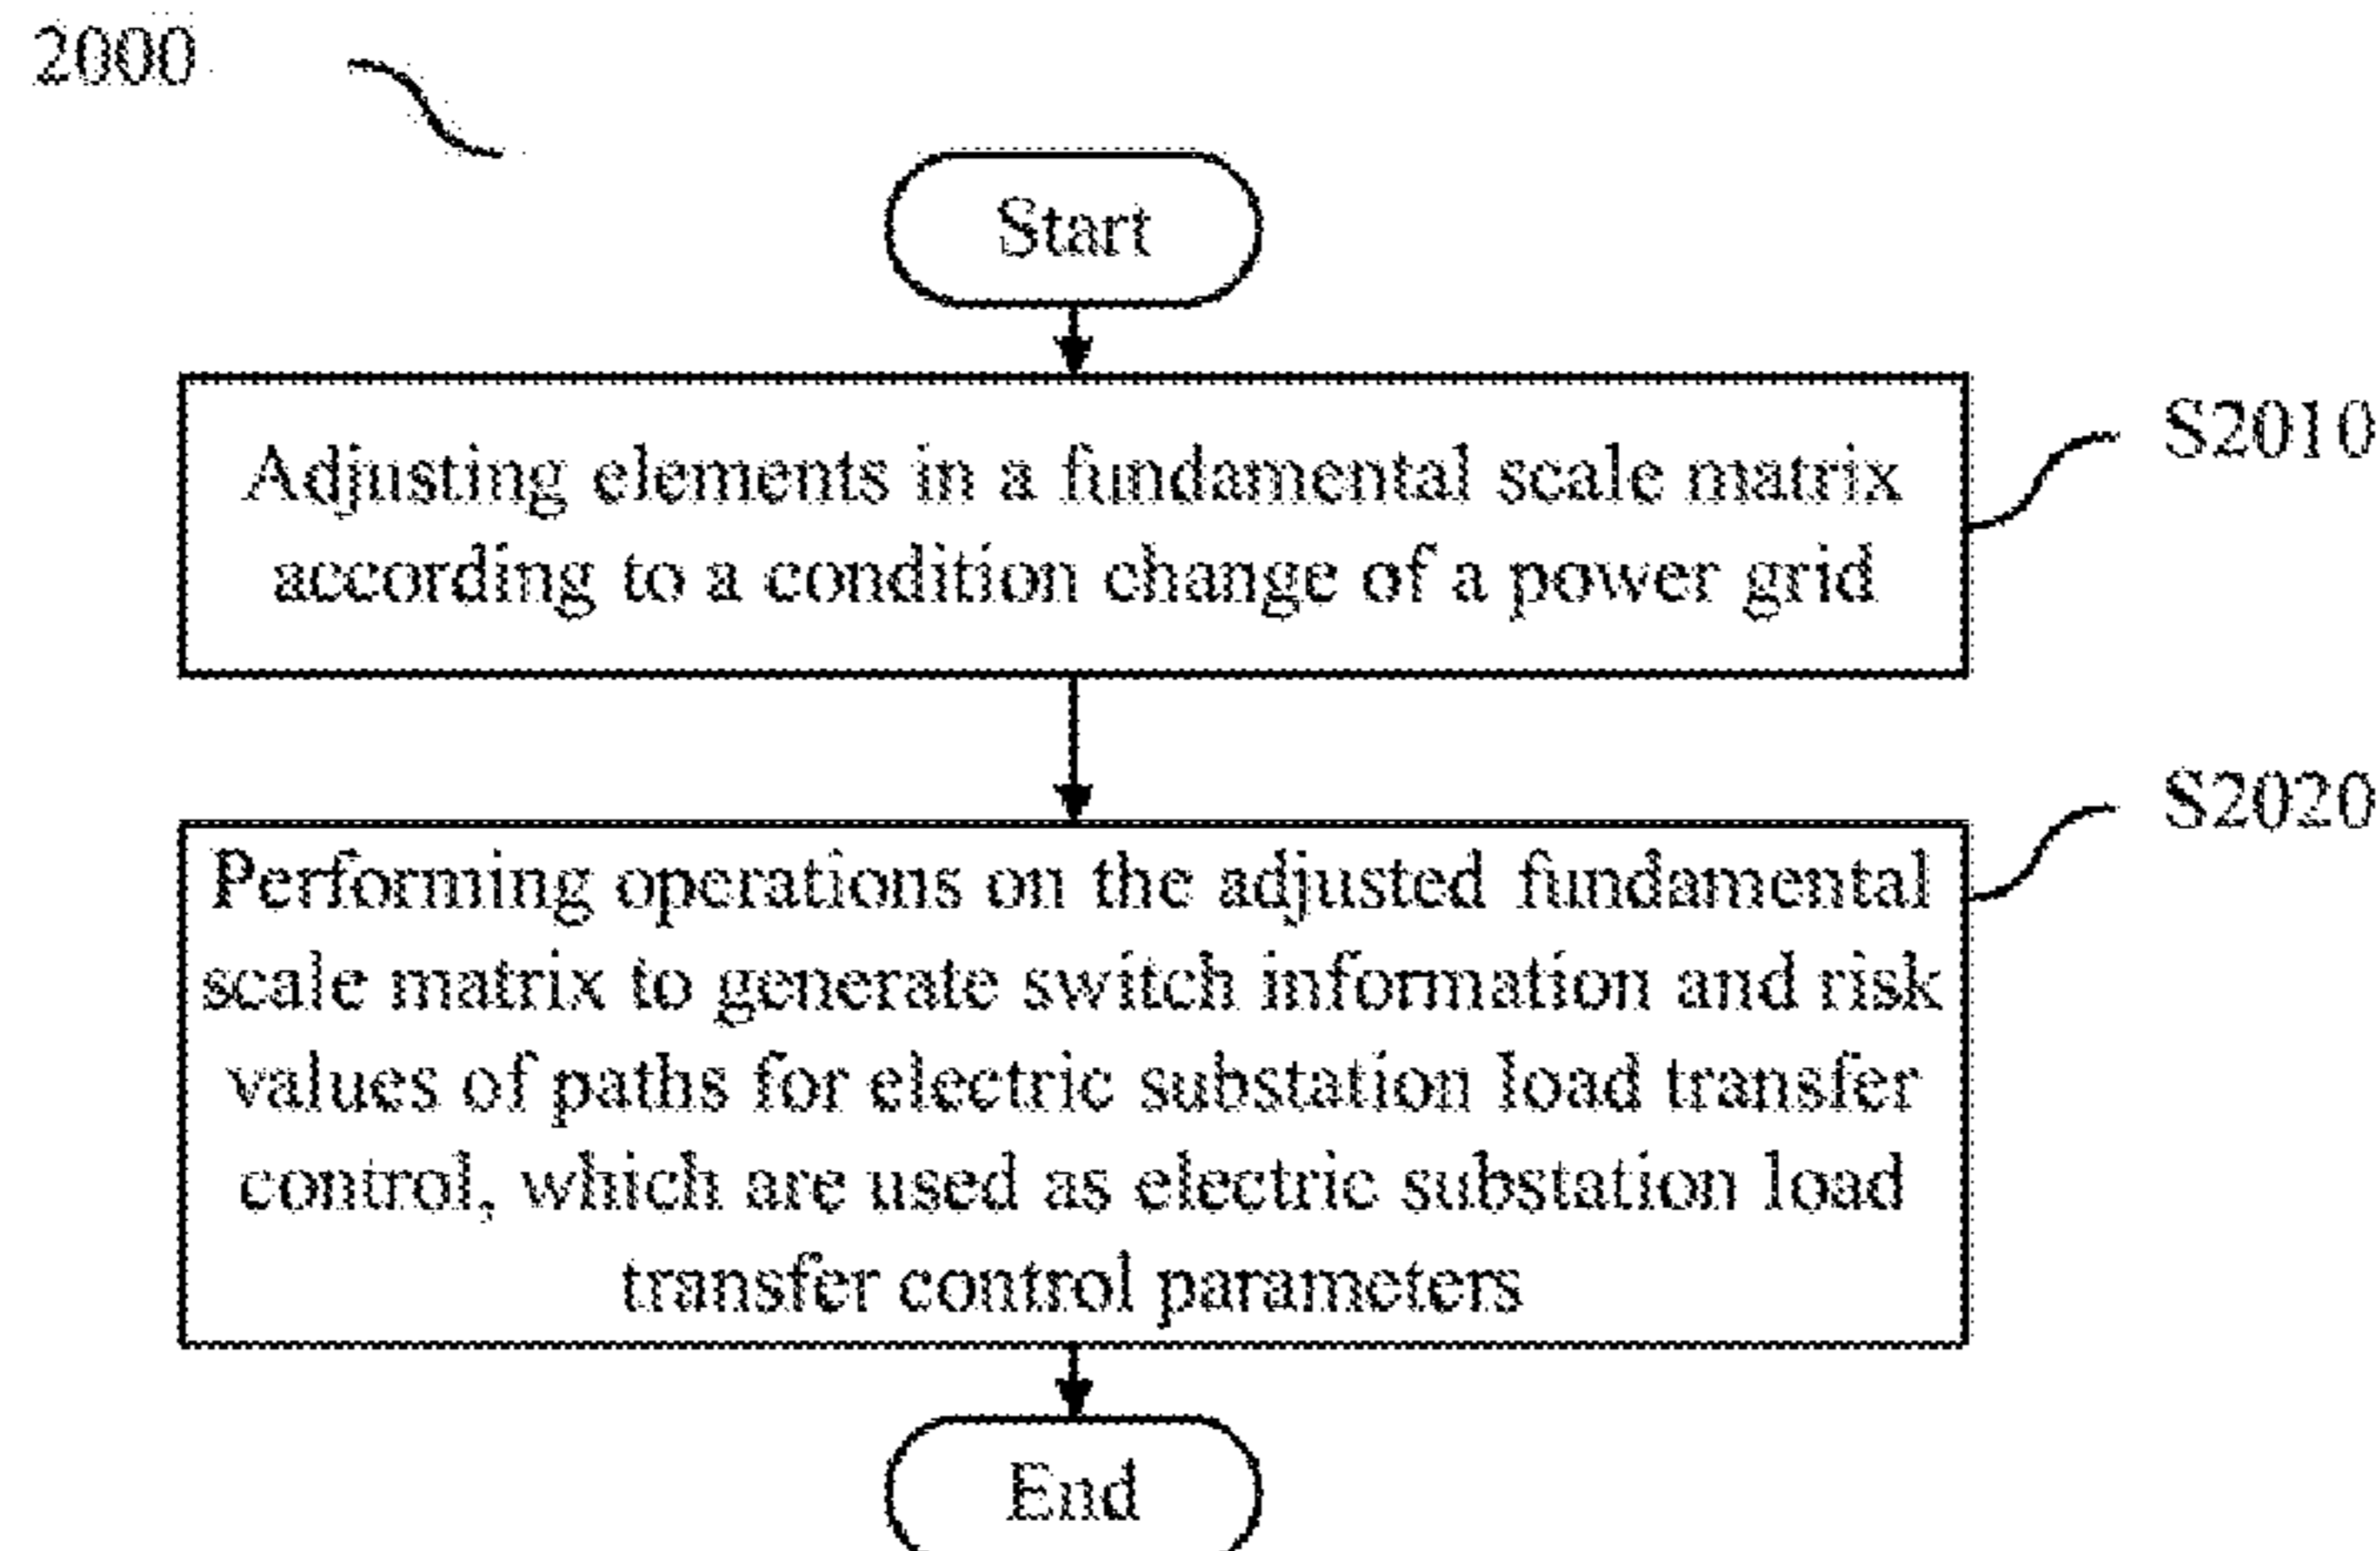 2000
Start
Adjusting elements in a fundamental scale matrix
according to a condition change of a power grid
S2010
Performing operations on the adjusted fundamental
scale matrix to generate switch information and risk
values of paths for electric substation load transfer
control, which are used as electric substation load
transfer control parameters
S2020
End